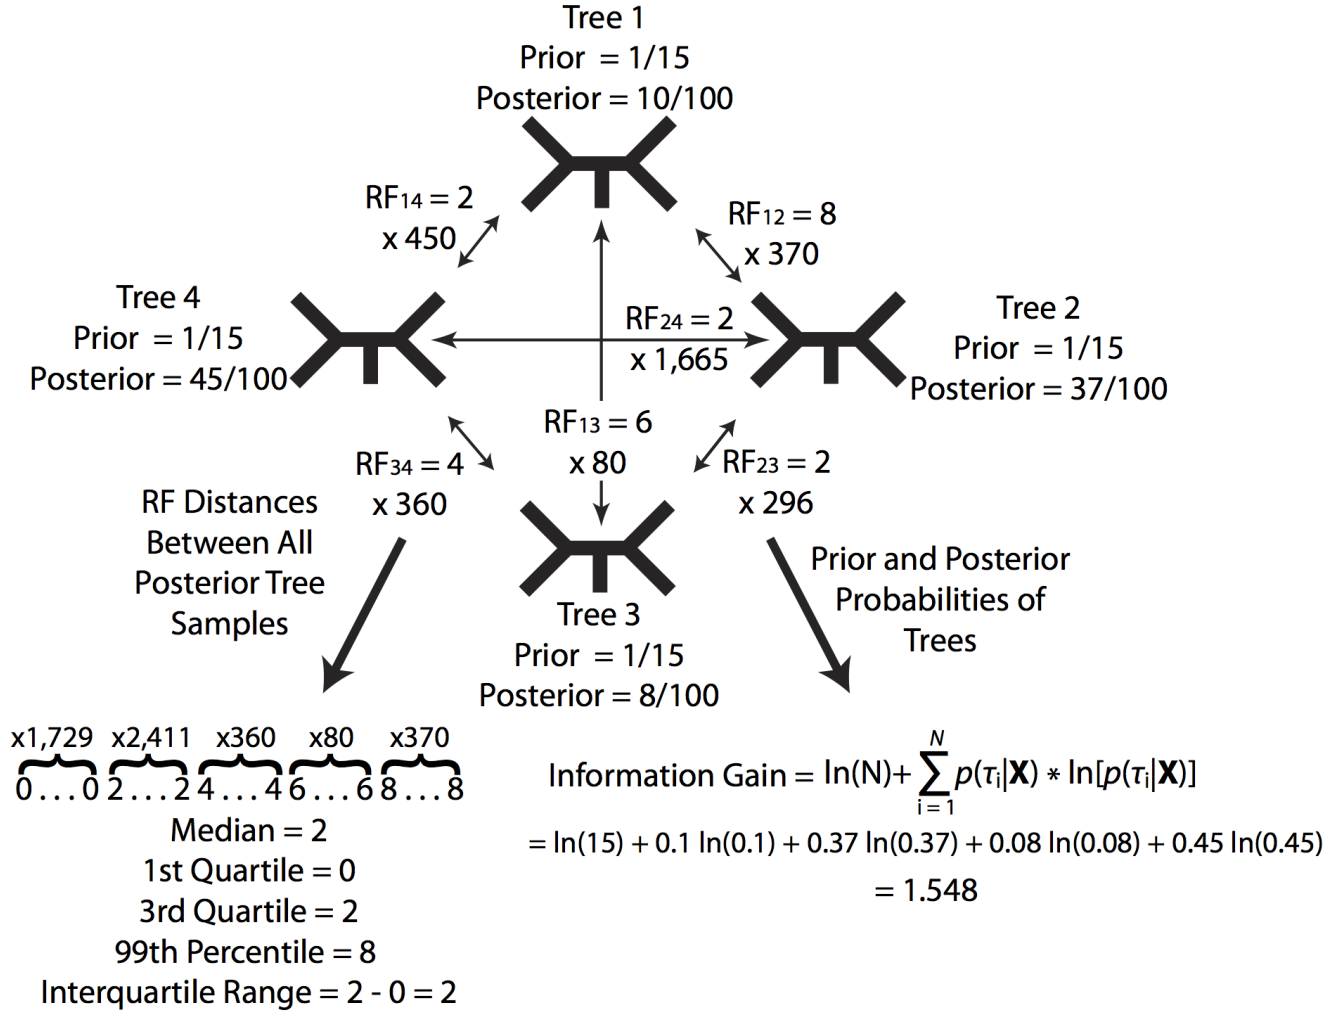 Tree 1
Prior = 1/15
Posterior = 10/100
RF14 = 2
x 450
RF12 = 8
x 370
Tree 4
Prior = 1/15
Posterior = 45/100
RF24 = 2
x 1,665
Tree 2
Prior = 1/15
Posterior = 37/100
RF13 = 6
x 80
RF34 = 4
x 360
RF23 = 2
x 296
RF Distances
Between All
Posterior Tree
Samples
Prior and Posterior
Probabilities of
Trees
Tree 3
Prior = 1/15
Posterior = 8/100
x1,729 x2,411 x360 x80 x370
0...0 2...2 4...4 6...6 8...8
Median = 2
1st Quartile = 0
3rd Quartile = 2
99th Percentile = 8
Interquartile Range = 2 - 0 = 2
Information Gain = ln(N)+ N∑i = 1 p(τi|X) * ln[p(τi|X)]
= ln(15) + 0.1 ln(0.1) + 0.37 ln(0.37) + 0.08 ln(0.08) + 0.45 ln(0.45)
= 1.548